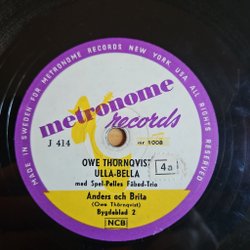 MADE IN SWEDEN FOR METRONOME RECORDS NEW YORK USA ALL RIGHTS RESERVED
metronome
records
J 414
nr 1008
OWE THÖRNQVIST
ULLA-BELLA
4a
med Spel-Pelles Fäbod-Trio
Anders och Brita
(Owe Thörnqvist)
Bygdeblad 2
NCB